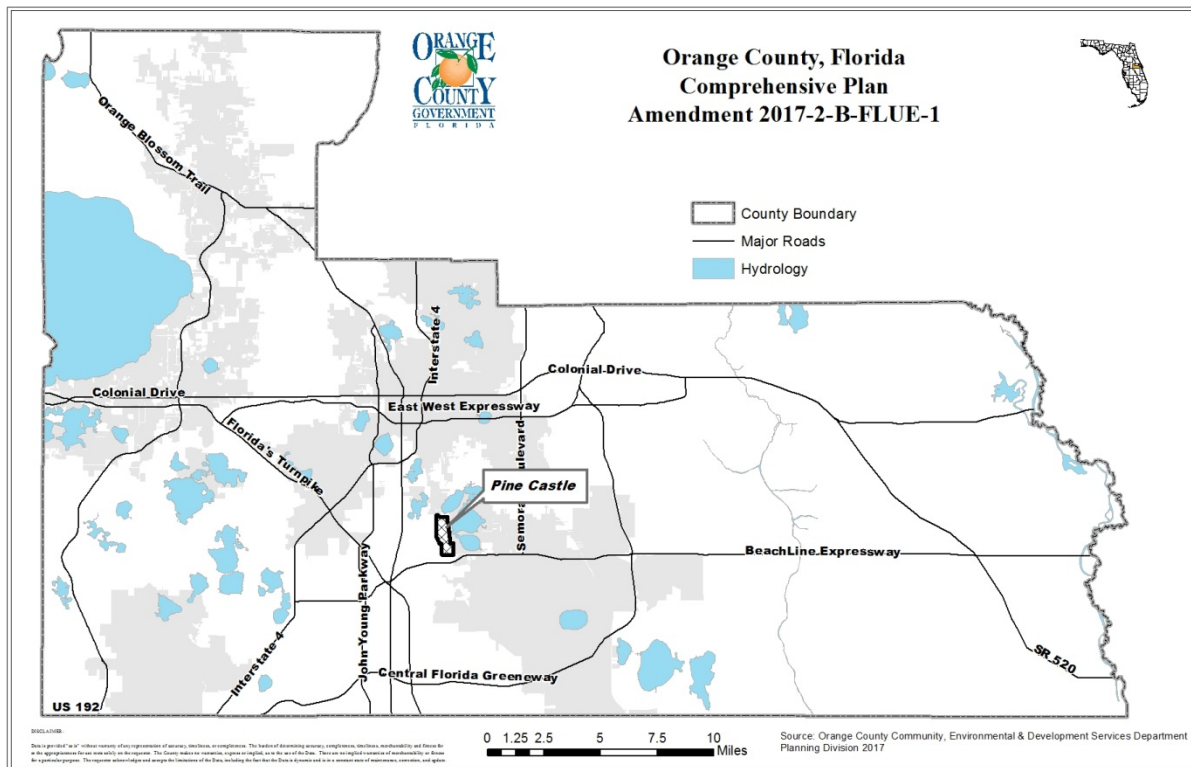 ORANGE
COUNTY
GOVERNMENT
FLORIDA
Orange County, Florida
Comprehensive Plan
Amendment 2017-2-B-FLUE-1
County Boundary
Major Roads
Hydrology
Orange Blossom Trail
Interstate 4
Colonial Drive
Colonial Drive
East West Expressway
Florida's Turnpike
Pine Castle
Semora ulevard
BeachLine Expressway
John Young Parkway
Interstate 4
Central Florida Greeneway
SR 520
US 192
DISCLAIMER:
0 1.25 2.5 5 7.5 10
Miles
Source: Orange County Community, Environmental & Development Services Department
Planning Division 2017